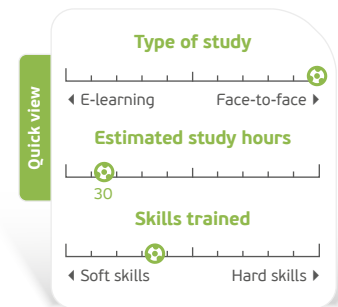 Quick view
Type of study
E-learning Face-to-face
Estimated study hours
30
Skills trained
Soft skills Hard skills